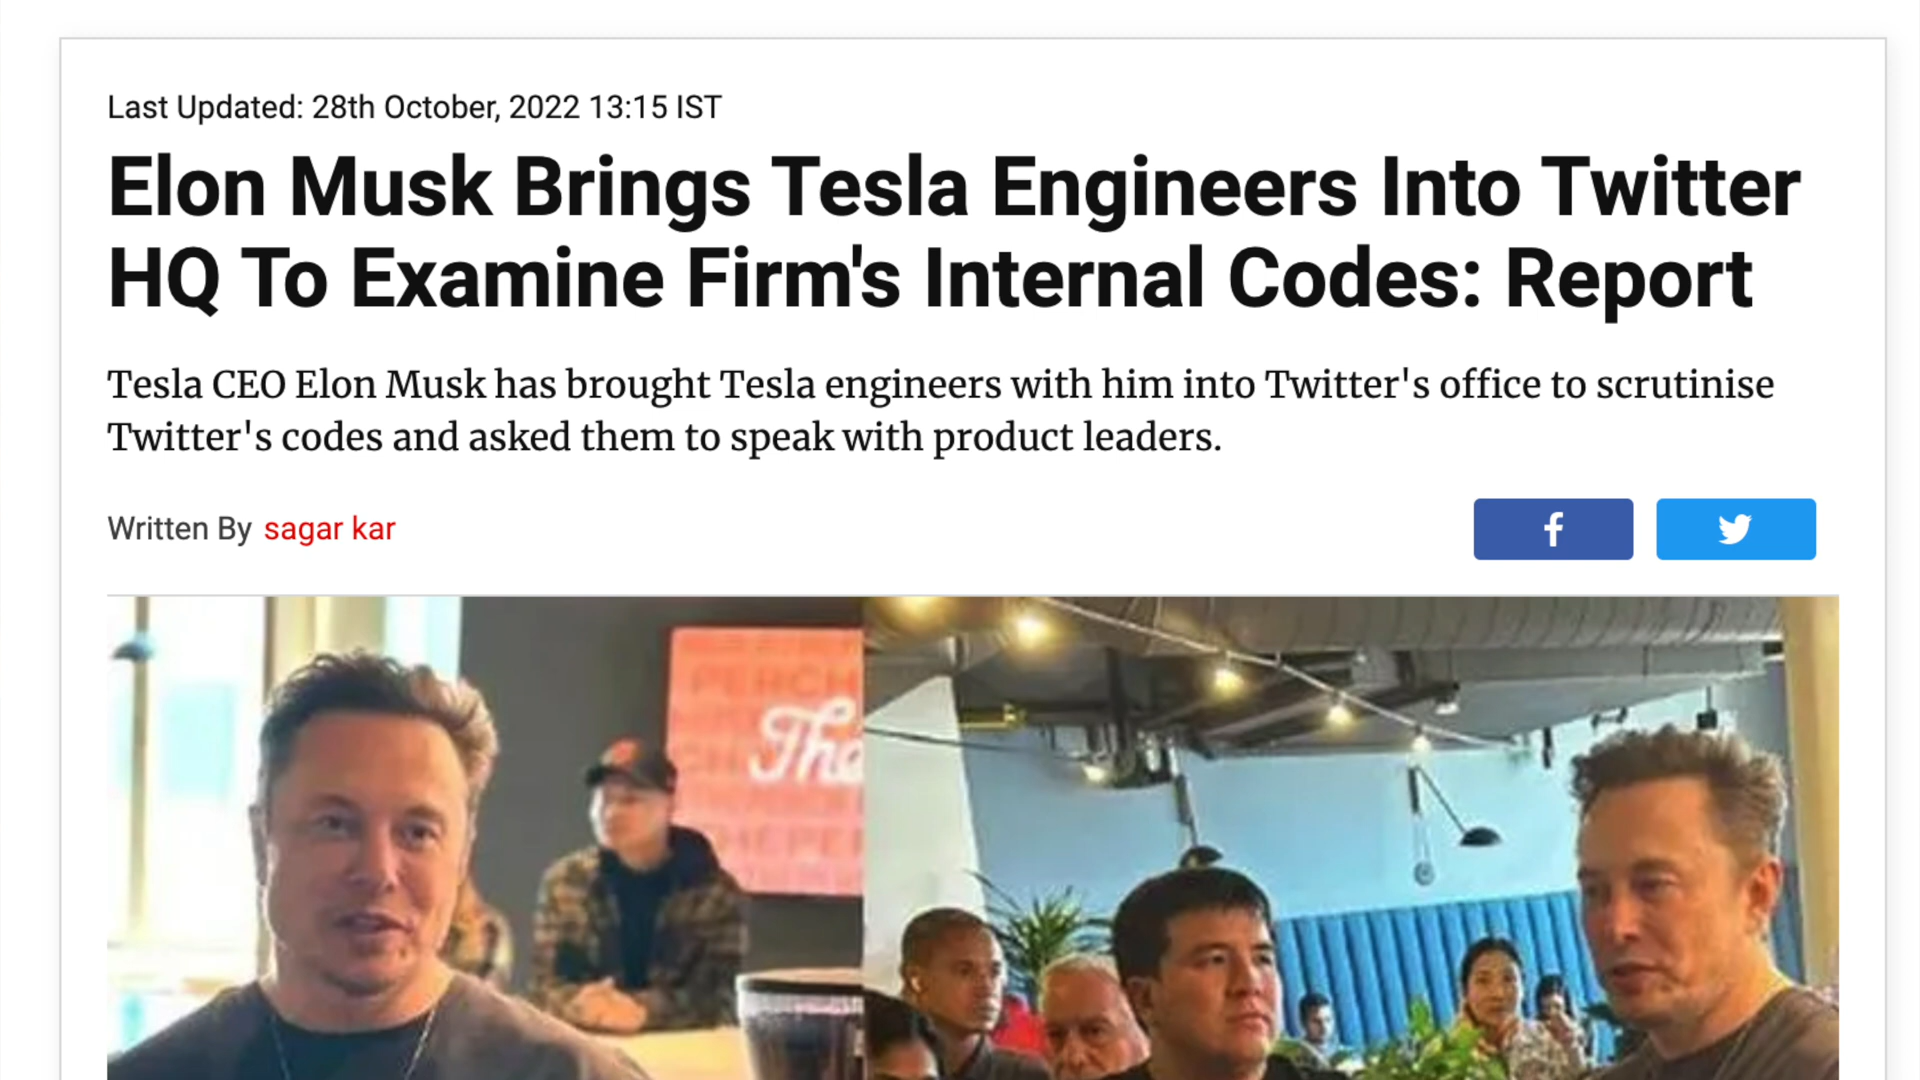 Last Updated: 28th October, 2022 13:15 IST
Elon Musk Brings Tesla Engineers Into Twitter
HQ To Examine Firm's Internal Codes: Report
Tesla CEO Elon Musk has brought Tesla engineers with him into Twitter's office to scrutinise
Twitter's codes and asked them to speak with product leaders.
Written By sagar kar
f
PERCH
The